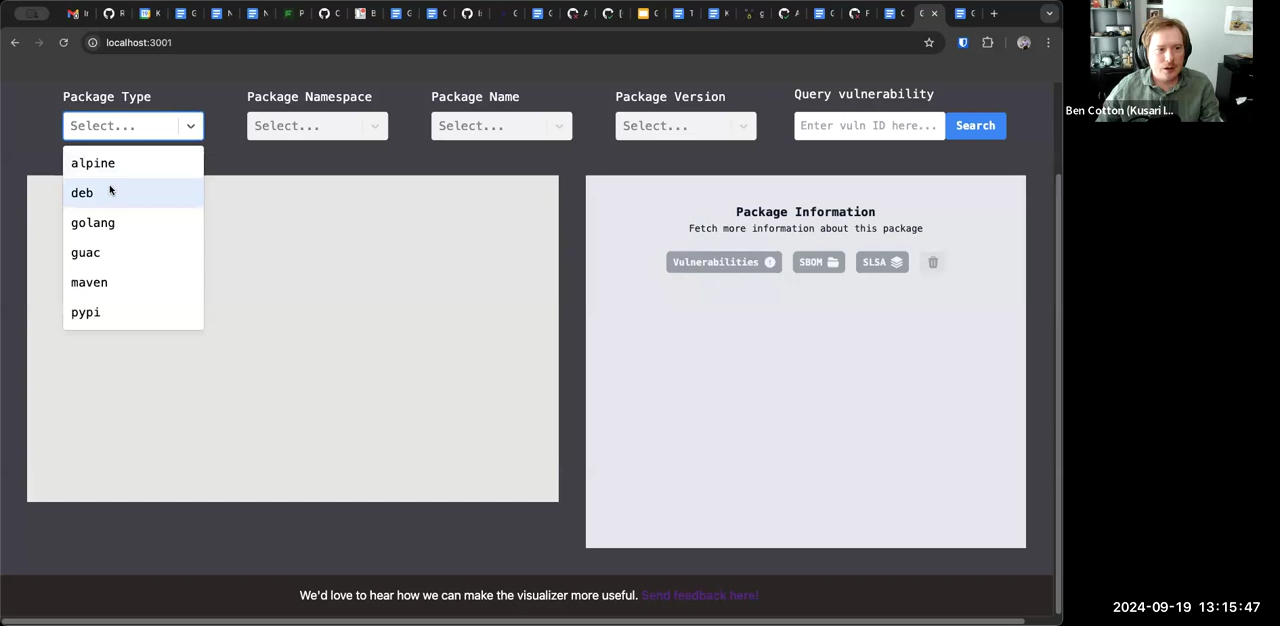 localhost:3001
Package Type
Package Namespace
Package Name
Package Version
Query vulnerability
Select...
Select...
Select...
Select...
Enter vuln ID here...
Search
alpine
deb
golang
guac
maven
pypi
Package Information
Fetch more information about this package
Vulnerabilities
SBOM
SLSA
We'd love to hear how we can make the visualizer more useful. Send feedback here!
Ben Cotton (Kusari I...
2024-09-19 13:15:47